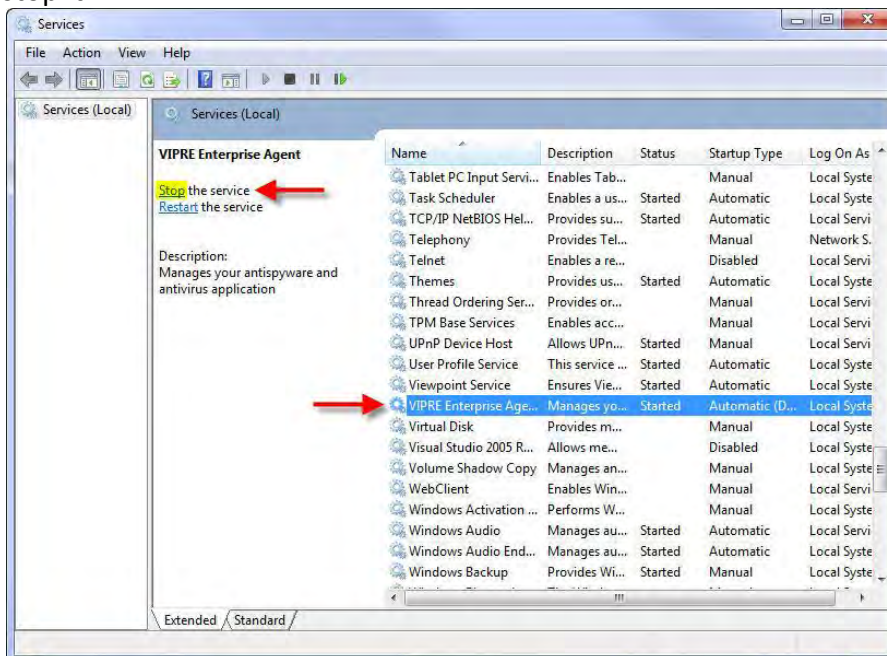 Services
File Action View Help
Services (Local)
Services (Local)
VIPRE Enterprise Agent
Stop the service
Restart the service
Description:
Manages your antispyware and
antivirus application
Name Description Status Startup Type Log On As
Tablet PC Input Servi... Enables Tab... Manual Local Syste
Task Scheduler Enables a us... Started Automatic Local Syste
TCP/IP NetBIOS Hel... Provides su... Started Automatic Local Servi
Telephony Provides Tel... Manual Network S.
Telnet Enables a re... Disabled Local Servi
Themes Provides us... Started Automatic Local Syste
Thread Ordering Ser... Provides or... Manual Local Servi
TPM Base Services Enables acc... Manual Local Servi
UPnP Device Host Allows UPn... Started Manual Local Servi
User Profile Service This service ... Started Automatic Local Syste
Viewpoint Service Ensures Vie... Started Automatic Local Syste
VIPRE Enterprise Age... Manages yo... Started Automatic (D... Local Syste
Virtual Disk Provides m... Manual Local Syste
Visual Studio 2005 R... Allows me... Disabled Local Syste
Volume Shadow Copy Manages an... Manual Local Syste
WebClient Enables Win... Manual Local Servi
Windows Activation ... Performs W... Manual Local Syste
Windows Audio Manages au... Started Automatic Local Servi
Windows Audio End... Manages au... Started Automatic Local Syste
Windows Backup Provides Wi... Started Manual Local Syste
Extended Standard